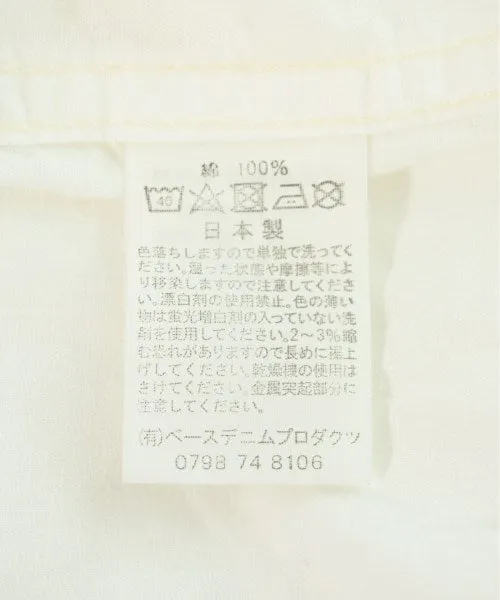 綿 100%
40
日本製
色落ちしますので単独で洗ってく
ださい。湿った状態や摩擦等によ
り移染しますので注意してくださ
い。漂白剤の使用禁止。色の薄い
物は蛍光増白剤の入っていない洗
剤を使用してください。2〜3%縮
む恐れがありますので長めに裾上
げしてください。乾燥機の使用は
さけてください。金属突起部分に
注意してください。
(有)ベースデニムプロダクツ
0798 74 8106